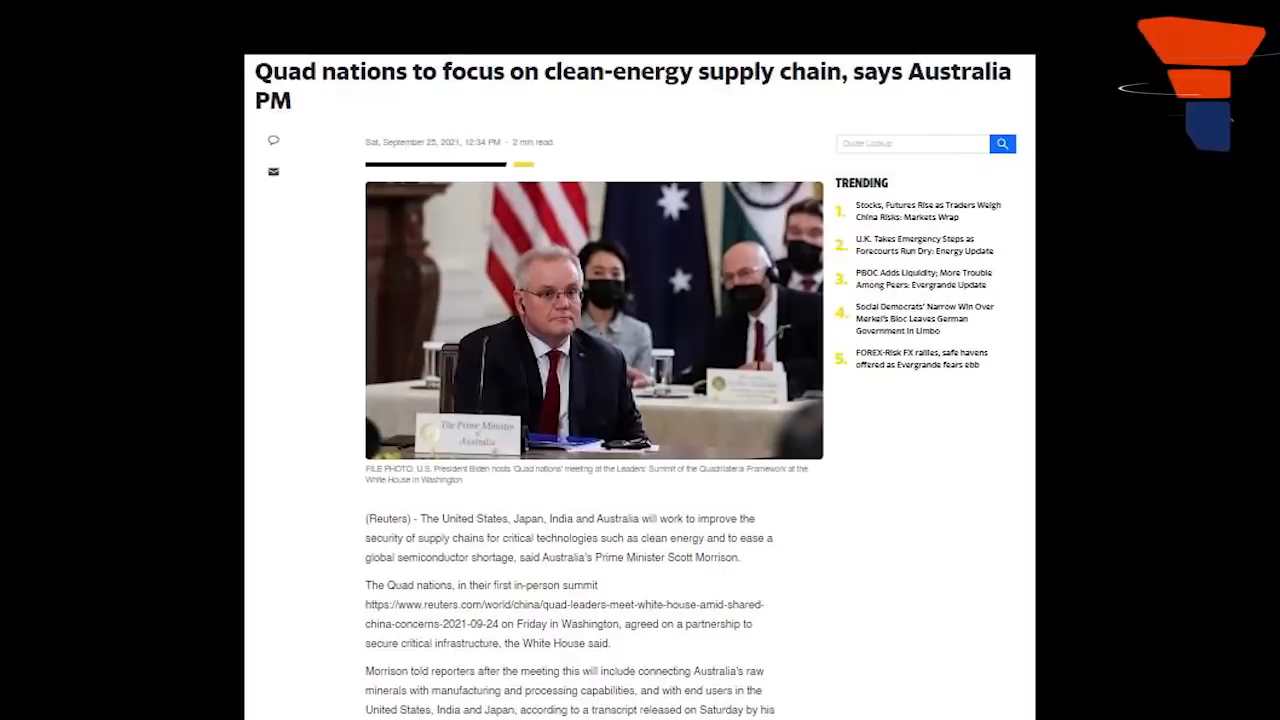 Quad nations to focus on clean-energy supply chain, says Australia
PM
Sat, September 25, 2021, 12:34 PM · 2 min read
Quote Lookup
TRENDING
1. Stocks, Futures Rise as Traders Weigh
China Risks: Markets Wrap
2. U.K. Takes Emergency Steps as
Forecourts Run Dry: Energy Update
3. PBOC Adds Liquidity; More Trouble
Among Peers: Evergrande Update
4. Social Democrats' Narrow Win Over
Merkel's Bloc Leaves German
Government in Limbo
5. FOREX-Risk FX rallies, safe havens
offered as Evergrande fears ebb
The Prime Minister
of
Australia
FILE PHOTO: U.S. President Biden hosts 'Quad nations' meeting at the Leaders' Summit of the Quadrilateral Framework at the
White House in Washington
(Reuters) - The United States, Japan, India and Australia will work to improve the
security of supply chains for critical technologies such as clean energy and to ease a
global semiconductor shortage, said Australia's Prime Minister Scott Morrison.
The Quad nations, in their first in-person summit
https://www.reuters.com/world/china/quad-leaders-meet-white-house-amid-shared-
china-concerns-2021-09-24 on Friday in Washington, agreed on a partnership to
secure critical infrastructure, the White House said.
Morrison told reporters after the meeting this will include connecting Australia's raw
minerals with manufacturing and processing capabilities, and with end users in the
United States, India and Japan, according to a transcript released on Saturday by his